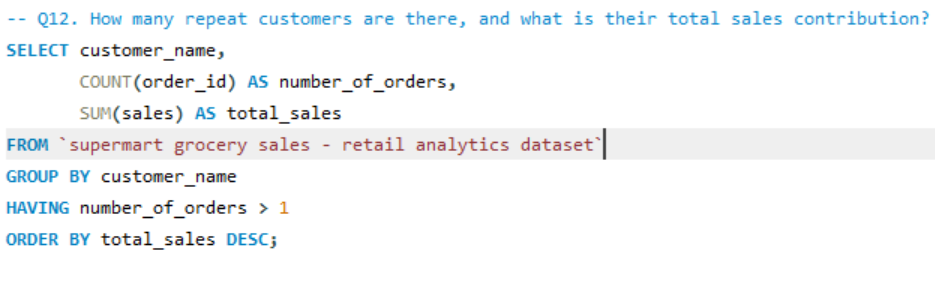 -- Q12. How many repeat customers are there, and what is their total sales contribution?
SELECT customer_name,
       COUNT(order_id) AS number_of_orders,
       SUM(sales) AS total_sales
FROM `supermart grocery sales - retail analytics dataset`
GROUP BY customer_name
HAVING number_of_orders > 1
ORDER BY total_sales DESC;